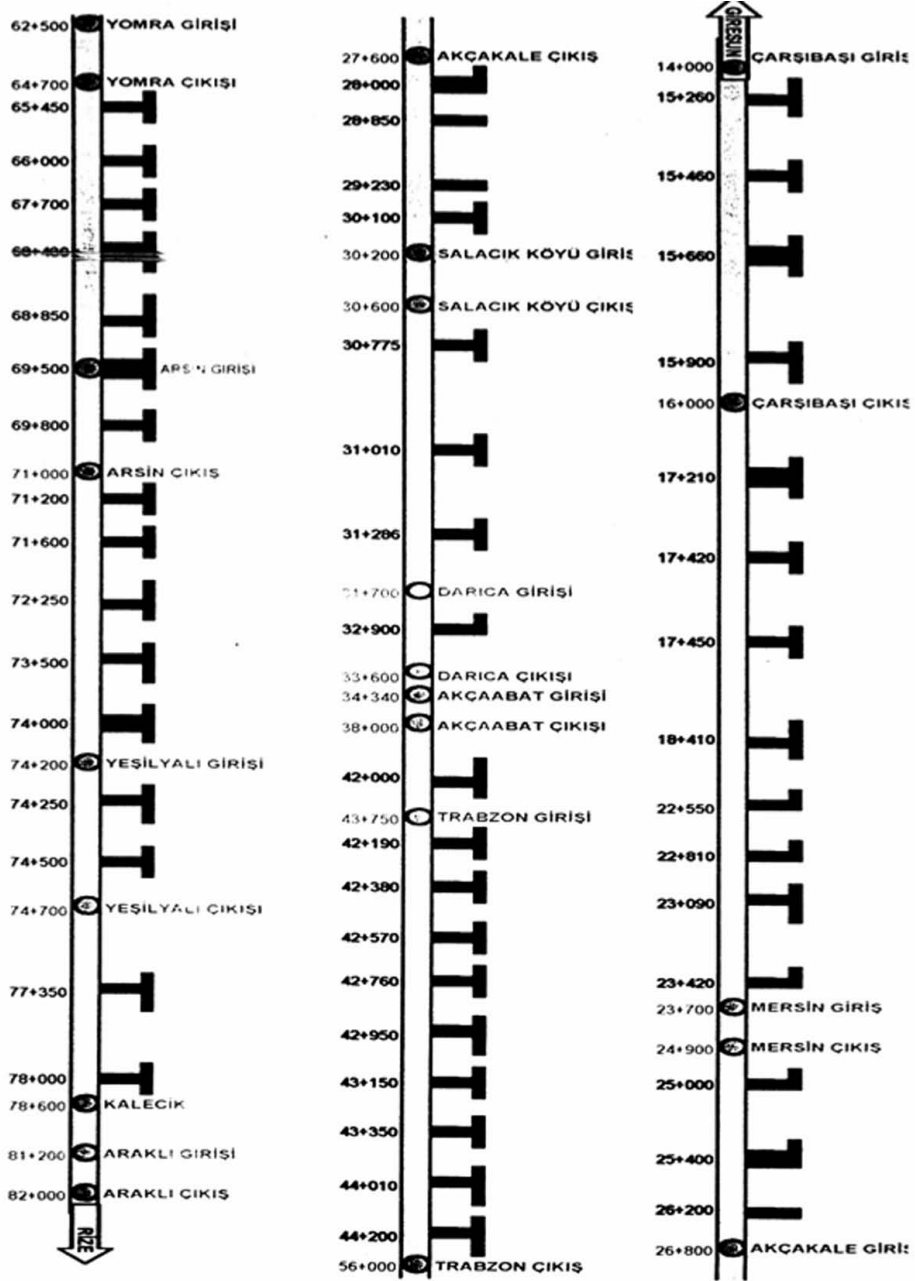 62+500 YOMRA GİRİŞİ
64+700 YOMRA ÇIKIŞI
65+450
66+000
67+700
68+400
68+850
69+500 ARSİN GIRIŞI
69+800
71+000 ARSİN ÇIKIŞ
71+200
71+600
72+250
73+500
74+000
74+200 YEŞİLYALI GİRİŞİ
74+250
74+500
74+700 YEŞİLYALI ÇIKIŞI
77+350
78+000
78+600 KALECİK
81+200 ARAKLI GİRİŞİ
82+000 ARAKLI ÇIKIŞ
RİZE
27+600 AKÇAKALE ÇIKIŞ
28+000
28+850
29+230
30+100
30+200 SALACIK KÖYÜ GİRİŞ
30+600 SALACIK KÖYÜ ÇIKIŞ
30+775
31+010
31+286
31+700 DARICA GİRİŞİ
32+900
33+600 DARICA ÇIKIŞI
34+340 AKÇAABAT GİRİŞİ
38+000 AKÇAABAT ÇIKIŞI
42+000
43+750 TRABZON GİRİŞİ
42+190
42+380
42+570
42+760
42+950
43+150
43+350
44+010
44+200
56+000 TRABZON ÇIKIŞ
GİRESUN
14+000 ÇARŞIBAŞI GİRİŞ
15+260
15+460
15+660
15+900
16+000 ÇARŞIBAŞI ÇIKIŞ
17+210
17+420
17+450
18+410
22+550
22+810
23+090
23+420
23+700 MERSİN GİRİŞ
24+900 MERSİN ÇIKIŞ
25+000
25+400
26+200
26+800 AKÇAKALE GİRİŞ